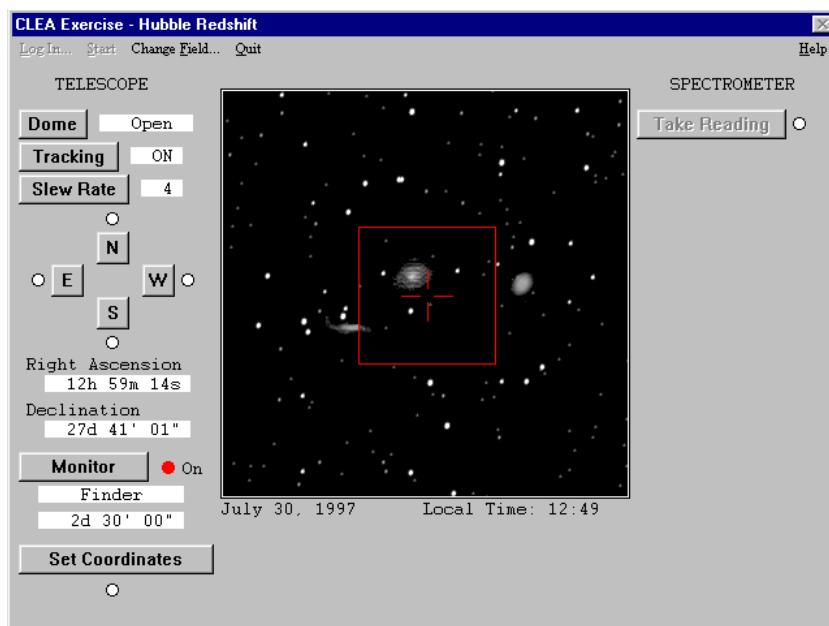 CLEA Exercise - Hubble Redshift
Log In... Start Change Field... Quit Help
TELESCOPE
SPECTROMETER
Dome Open
Take Reading
Tracking ON
Slew Rate 4
N
E W
S
Right Ascension
12h 59m 14s
Declination
27d 41' 01"
Monitor On
Finder
2d 30' 00"
July 30, 1997 Local Time: 12:49
Set Coordinates